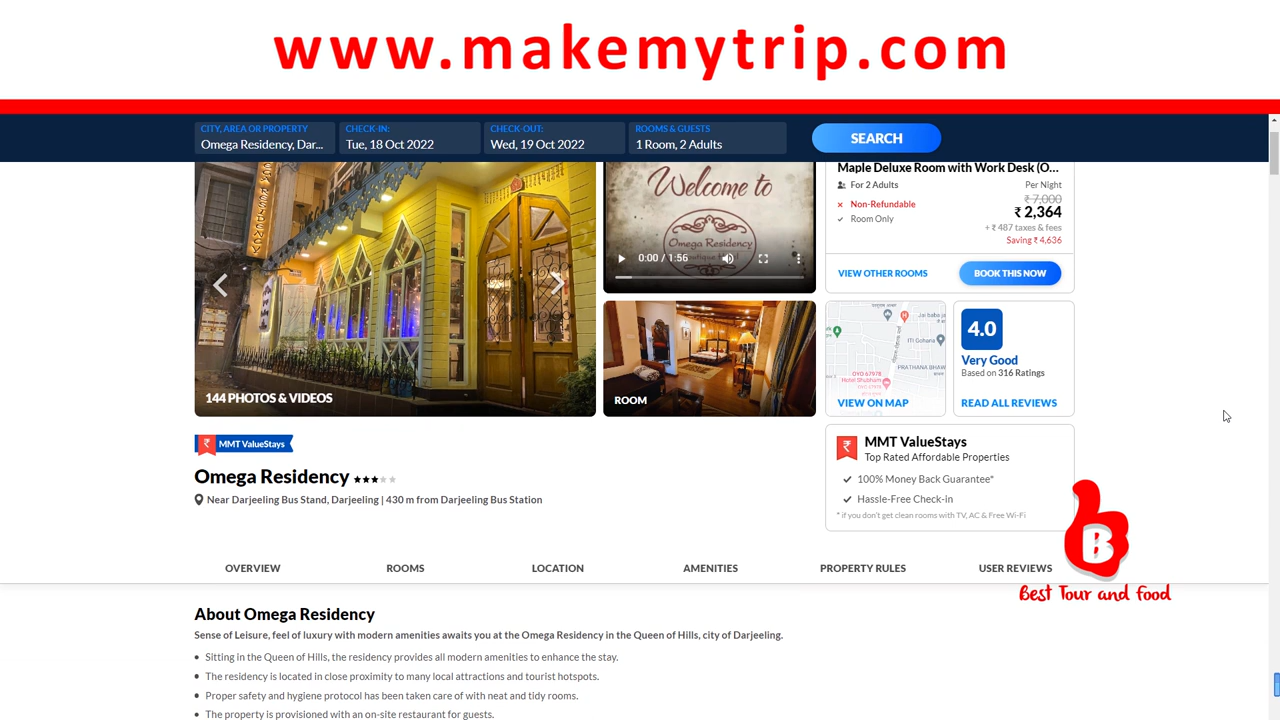 www.makemytrip.com
CITY, AREA OR PROPERTY
Omega Residency, Dar...
CHECK-IN:
Tue, 18 Oct 2022
CHECK-OUT:
Wed, 19 Oct 2022
ROOMS & GUESTS
1 Room, 2 Adults
SEARCH
144 PHOTOS & VIDEOS
Welcome to
Omega Residency
0:00 / 1:56
ROOM
Maple Deluxe Room with Work Desk (O...
For 2 Adults
Per Night
Non-Refundable
₹ 7,000
Room Only
₹ 2,364
+ ₹ 487 taxes & fees
Saving ₹ 4,636
VIEW OTHER ROOMS
BOOK THIS NOW
Jai baba ja
ITI Gohana
PRATHANA BHAW
OYO 67978
Hotel Shubham
VIEW ON MAP
4.0
Very Good
Based on 316 Ratings
READ ALL REVIEWS
MMT ValueStays
Omega Residency
Near Darjeeling Bus Stand, Darjeeling | 430 m from Darjeeling Bus Station
MMT ValueStays
Top Rated Affordable Properties
100% Money Back Guarantee*
Hassle-Free Check-in
* if you don't get clean rooms with TV, AC & Free Wi-Fi
B
Best Tour and food
OVERVIEW
ROOMS
LOCATION
AMENITIES
PROPERTY RULES
USER REVIEWS
About Omega Residency
Sense of Leisure, feel of luxury with modern amenities awaits you at the Omega Residency in the Queen of Hills, city of Darjeeling.
• Sitting in the Queen of Hills, the residency provides all modern amenities to enhance the stay.
• The residency is located in close proximity to many local attractions and tourist hotspots.
• Proper safety and hygiene protocol has been taken care of with neat and tidy rooms.
• The property is provisioned with an on-site restaurant for guests.